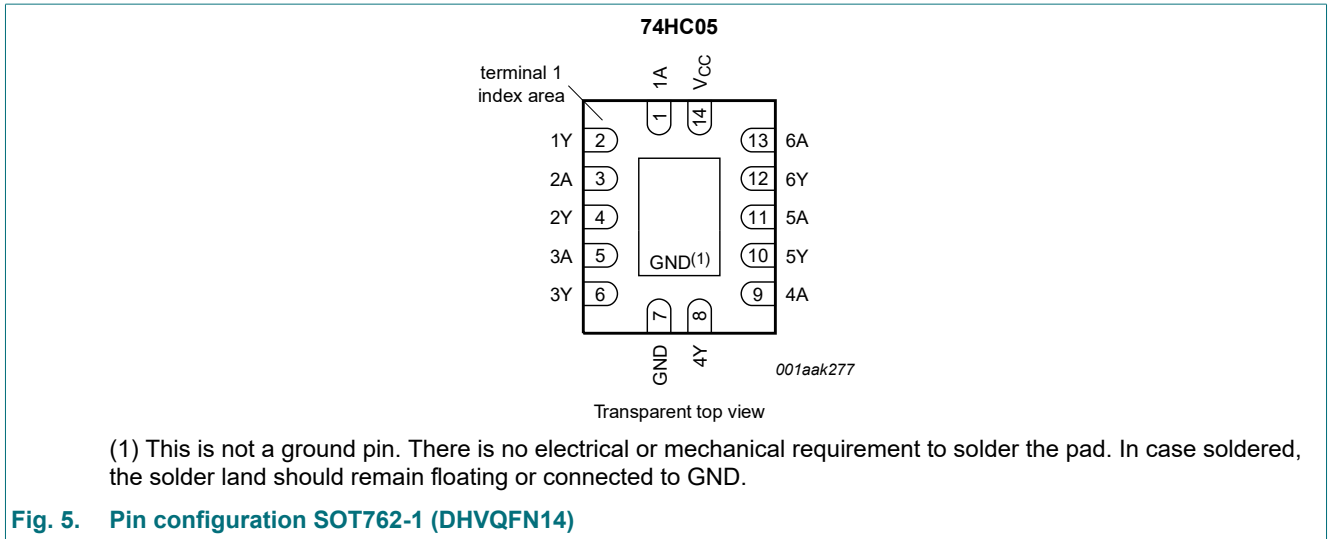 74HC05
terminal 1
index area
1A
VCC
1
14
1Y 2
13 6A
2A 3
12 6Y
2Y 4
11 5A
3A 5
GND(1)
10 5Y
3Y 6
9 4A
7
8
GND
4Y
001aak277
Transparent top view
(1) This is not a ground pin. There is no electrical or mechanical requirement to solder the pad. In case soldered,
the solder land should remain floating or connected to GND.
Fig. 5. Pin configuration SOT762-1 (DHVQFN14)